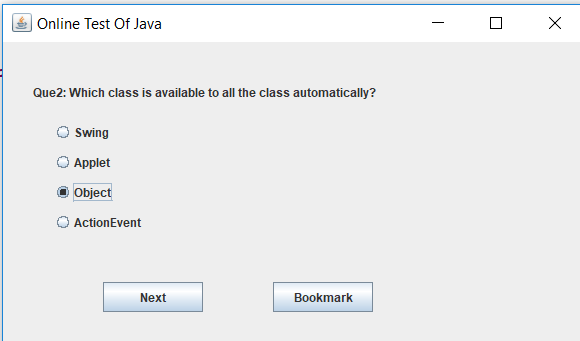 Online Test Of Java
Que2: Which class is available to all the class automatically?
Swing
Applet
Object
ActionEvent
Next Bookmark